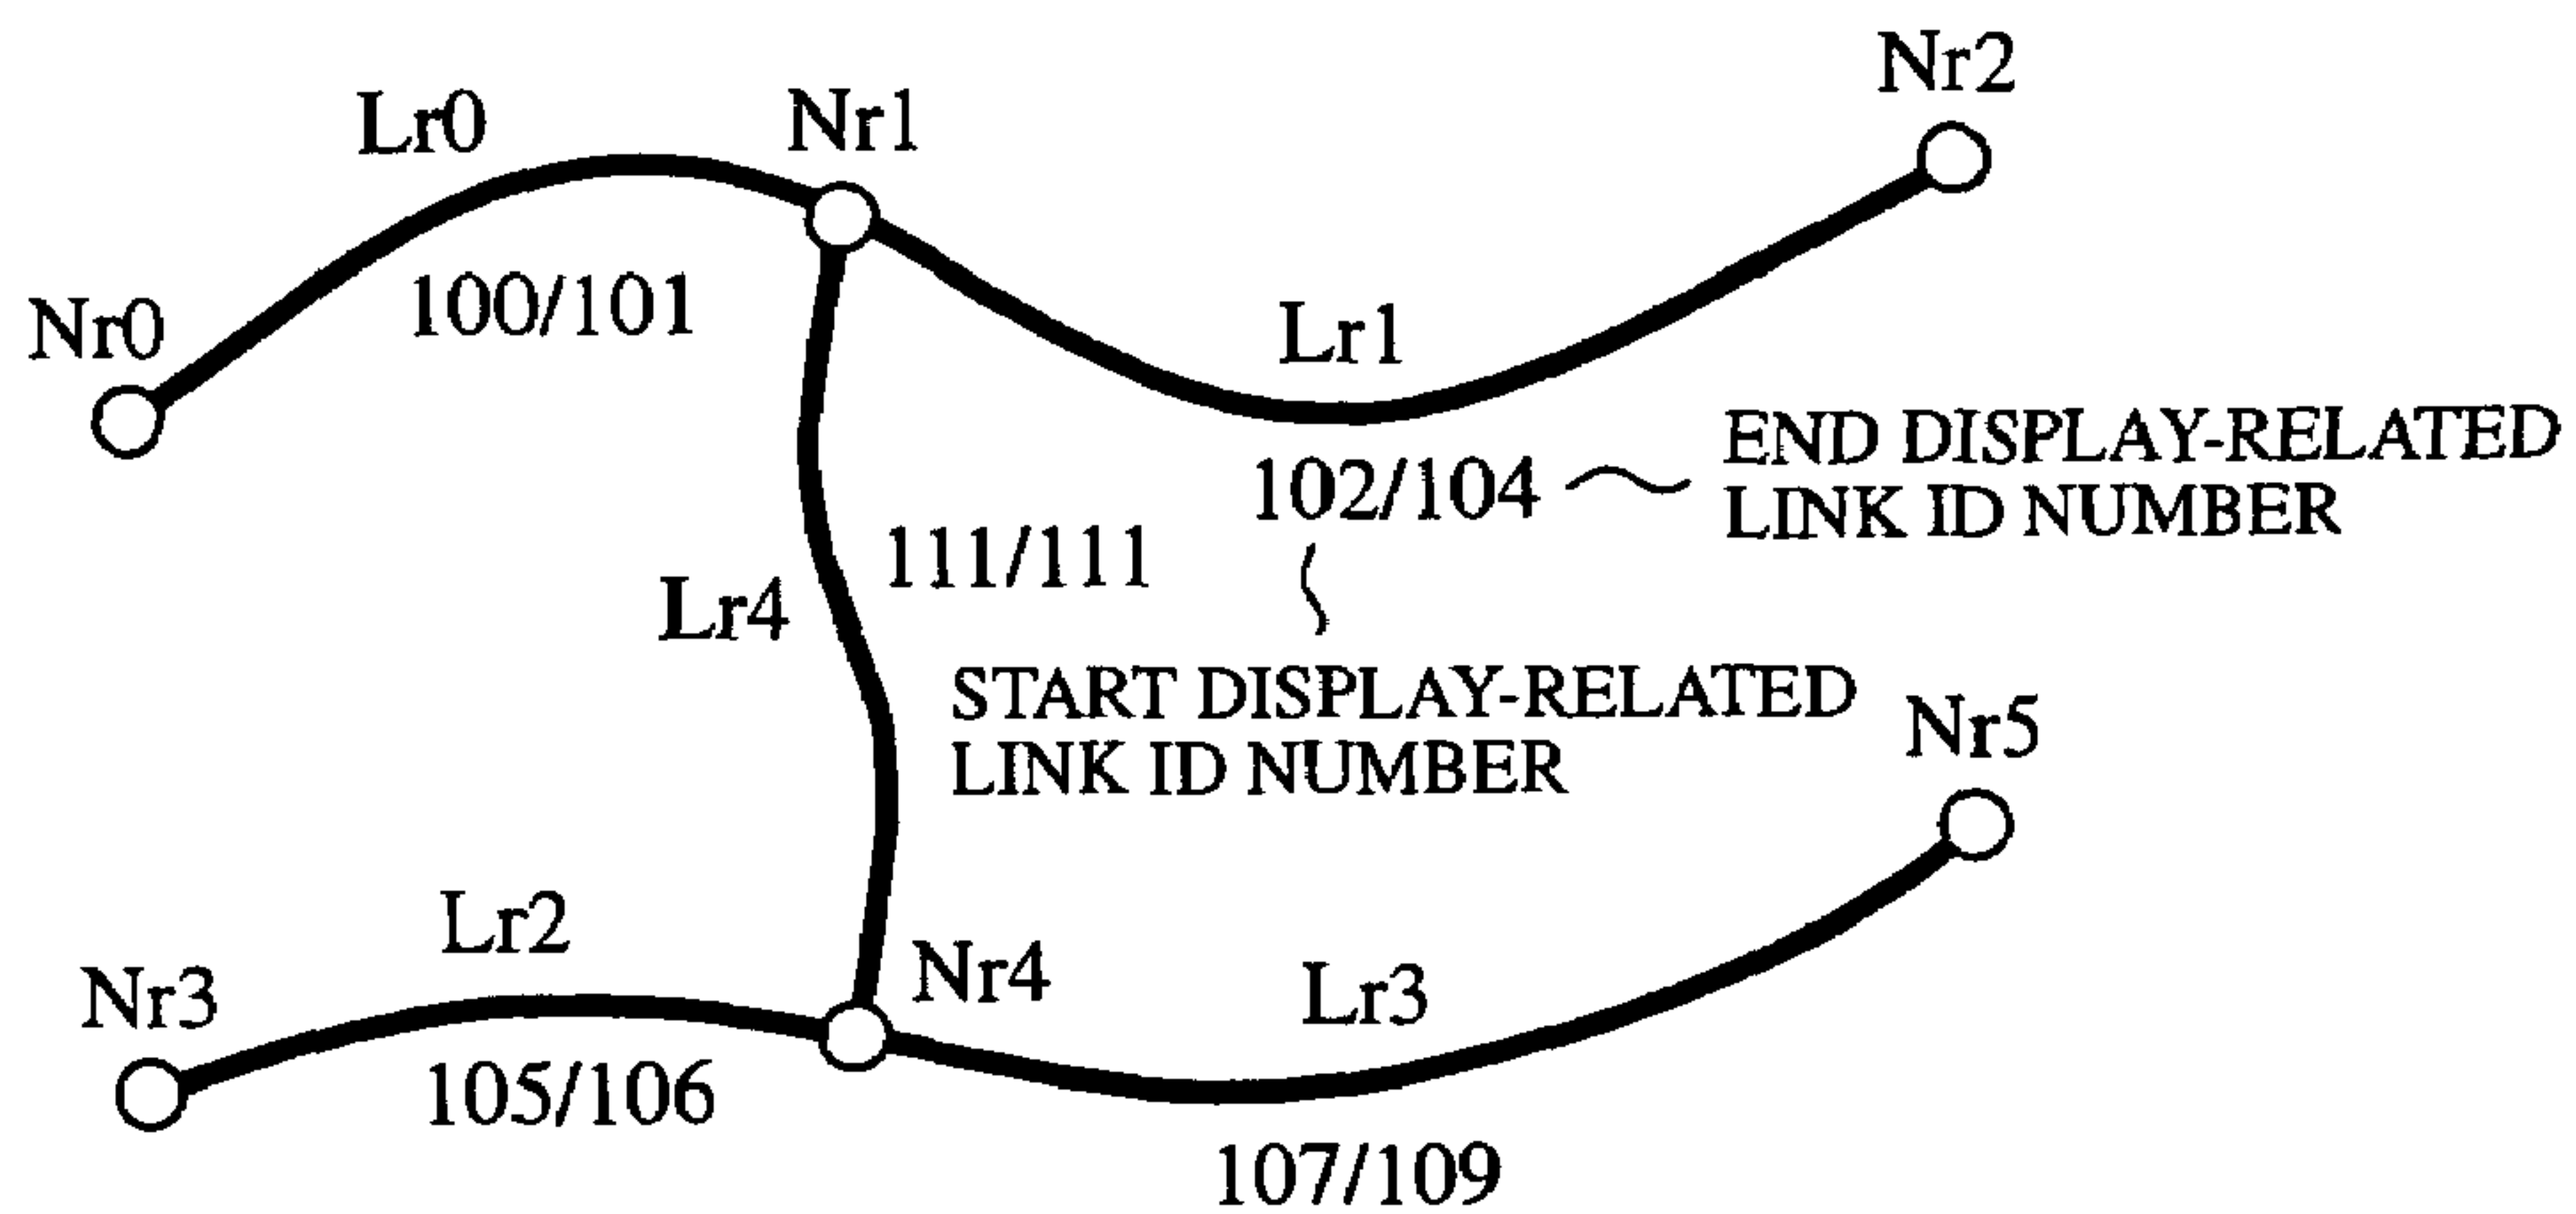 Nr2
Lr0
Nr1
Nr0
100/101
Lr1
END DISPLAY-RELATED
LINK ID NUMBER
102/104
111/111
Lr4
START DISPLAY-RELATED
LINK ID NUMBER
Nr5
Lr2
Nr4
Nr3
Lr3
105/106
107/109